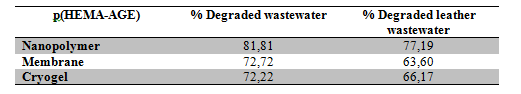 p(HEMA-AGE) % Degraded wastewater % Degraded leather
wastewater
Nanopolymer 81,81 77,19
Membrane 72,72 63,60
Cryogel 72,22 66,17